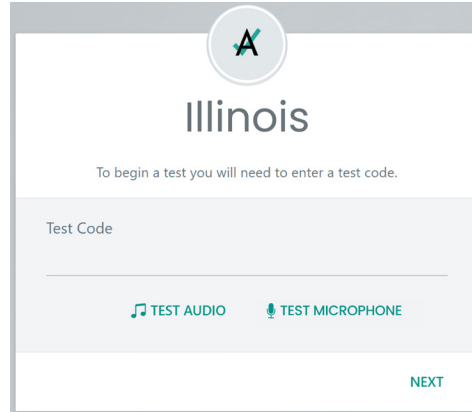 Illinois
To begin a test you will need to enter a test code.
Test Code
TEST AUDIO TEST MICROPHONE
NEXT